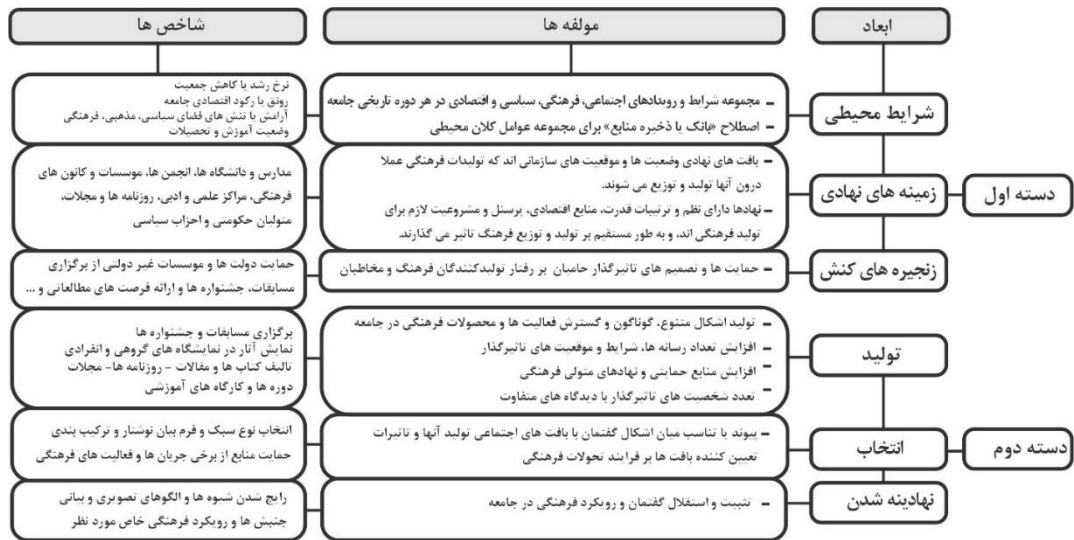 ابعاد
مولفه ها
شاخص ها
دسته اول
شرایط محیطی
– مجموعه شرایط و رویدادهای اجتماعی، فرهنگی، سیاسی و اقتصادی در هر دوره تاریخی جامعه
– اصطلاح «بانک یا ذخیره منابع» برای مجموعه عوامل کلان محیطی
نرخ رشد یا کاهش جمعیت
رونق یا رکود اقتصادی جامعه
آرامش یا تنش های فضای سیاسی، مذهبی، فرهنگی
وضعیت آموزش و تحصیلات
زمینه های نهادی
– بافت های نهادی وضعیت ها و موقعیت های سازمانی اند که تولیدات فرهنگی عملا
درون آنها تولید و توزیع می شوند.
– نهادها دارای نظم و ترتیبات قدرت، منابع اقتصادی، پرسنل و مشروعیت لازم برای
تولید فرهنگی اند، و به طور مستقیم بر تولید و توزیع فرهنگ تاثیر می گذارند.
مدارس و دانشگاه ها، انجمن ها، موسسات و کانون های
فرهنگی، مراکز علمی و ادبی، روزنامه ها و مجلات،
متولیان حکومتی و احزاب سیاسی
زنجیره های کنش
– حمایت ها و تصمیم های تاثیرگذار حامیان بر رفتار تولیدکنندگان فرهنگ و مخاطبان
حمایت دولت ها و موسسات غیر دولتی از برگزاری
مسابقات، جشنواره ها و ارائه فرصت های مطالعاتی و ...
دسته دوم
تولید
– تولید اشکال متنوع، گوناگون و گسترش فعالیت ها و محصولات فرهنگی در جامعه
– افزایش تعداد رسانه ها، شرایط و موقعیت های تاثیرگذار
– افزایش منابع حمایتی و نهادهای متولی فرهنگی
– تعدد شخصیت های تاثیرگذار با دیدگاه های متفاوت
برگزاری مسابقات و جشنواره ها
نمایش آثار در نمایشگاه های گروهی و انفرادی
تالیف کتاب ها و مقالات - روزنامه ها- مجلات
دوره ها و کارگاه های آموزشی
انتخاب
– پیوند یا تناسب میان اشکال گفتمان با بافت های اجتماعی تولید آنها و تاثیرات
تعیین کننده بافت ها بر فرایند تحولات فرهنگی
انتخاب نوع سبک و فرم بیان نوشتار و ترکیب بندی
حمایت منابع از برخی جریان ها و فعالیت های فرهنگی
نهادینه شدن
– تثبیت و استقلال گفتمان و رویکرد فرهنگی در جامعه
رایج شدن شیوه ها و الگوهای تصویری و بیانی
جنبش ها و رویکرد فرهنگی خاص مورد نظر